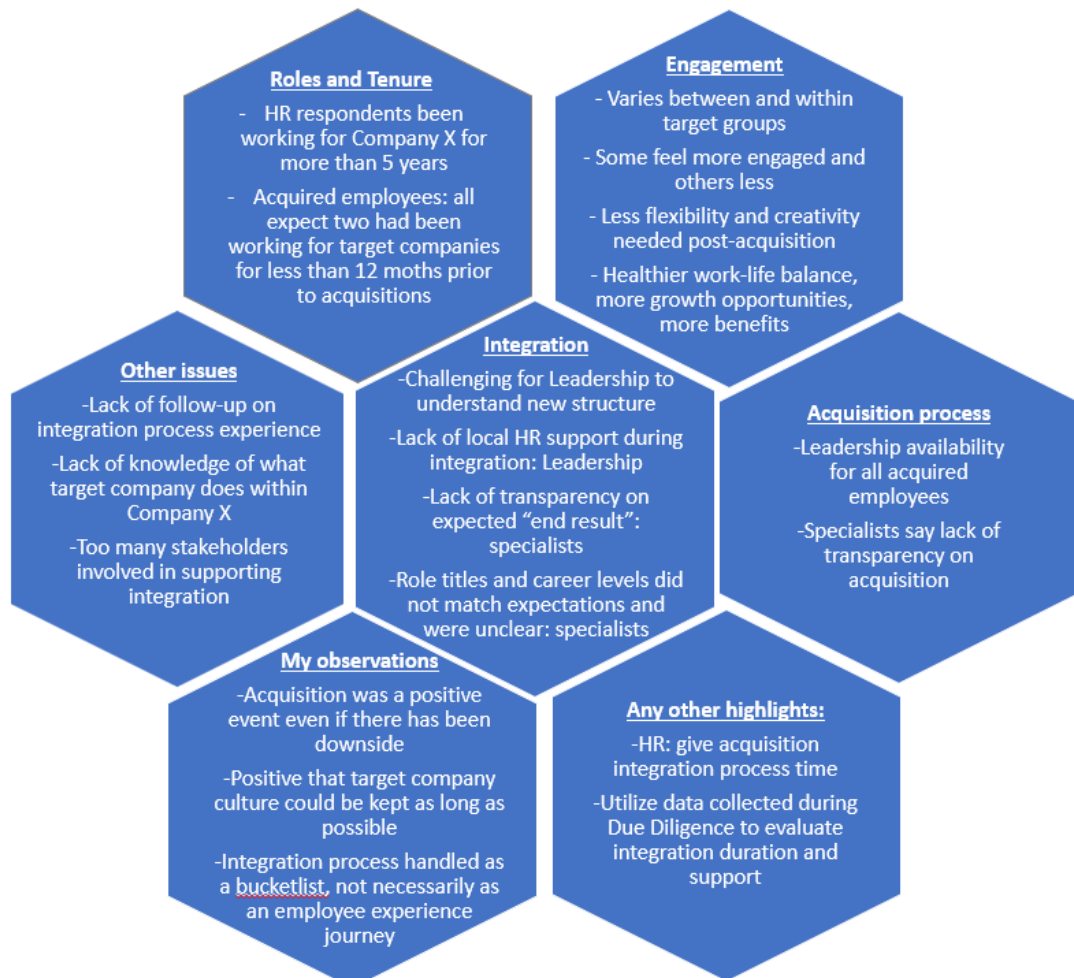 Roles and Tenure
- HR respondents been
working for Company X for
more than 5 years
- Acquired employees: all
expect two had been
working for target companies
for less than 12 moths prior
to acquisitions
Engagement
- Varies between and within
target groups
- Some feel more engaged and
others less
- Less flexibility and creativity
needed post-acquisition
- Healthier work-life balance,
more growth opportunities,
more benefits
Other issues
-Lack of follow-up on
integration process experience
-Lack of knowledge of what
target company does within
Company X
-Too many stakeholders
involved in supporting
integration
Integration
-Challenging for Leadership to
understand new structure
-Lack of local HR support during
integration: Leadership
-Lack of transparency on
expected “end result”:
specialists
-Role titles and career levels did
not match expectations and
were unclear: specialists
Acquisition process
-Leadership availability
for all acquired
employees
-Specialists say lack of
transparency on
acquisition
My observations
-Acquisition was a positive
event even if there has been
downside
-Positive that target company
culture could be kept as long as
possible
-Integration process handled as
a bucketlist, not necessarily as
an employee experience
journey
Any other highlights:
-HR: give acquisition
integration process time
-Utilize data collected during
Due Diligence to evaluate
integration duration and
support